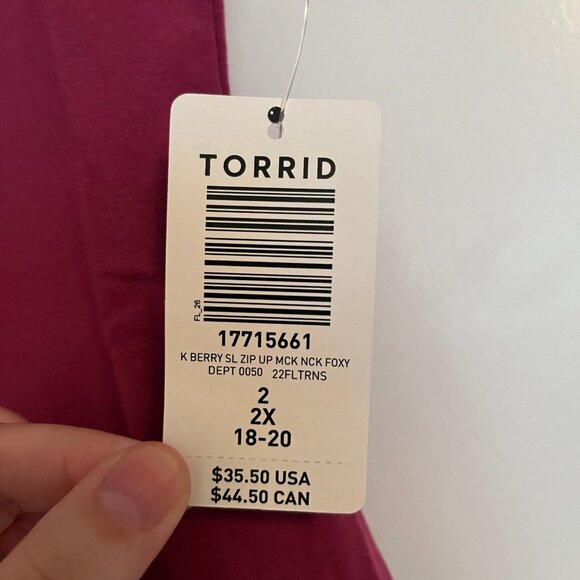 TORRID
FL_26
17715661
K BERRY SL ZIP UP MCK NCK FOXY
DEPT 0050 22FLTRNS
2
2X
18-20
$35.50 USA
$44.50 CAN